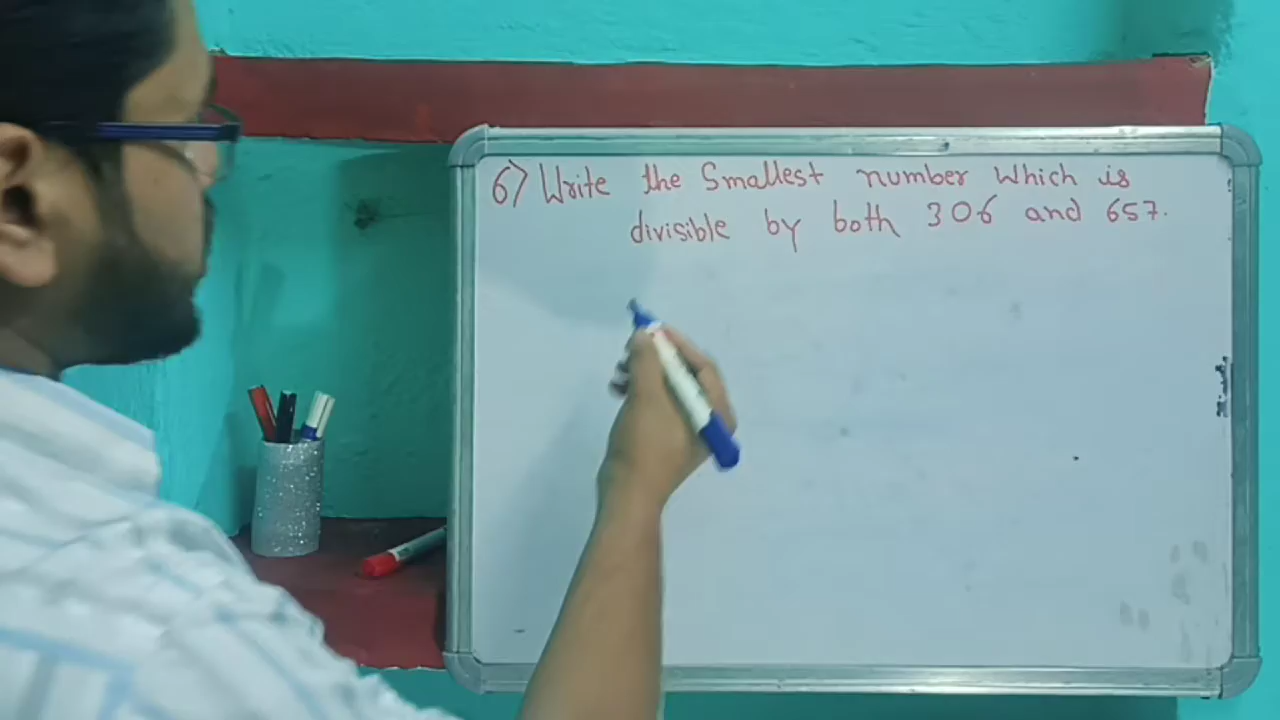 6) Write the Smallest number Which is
divisible by both 306 and 657.